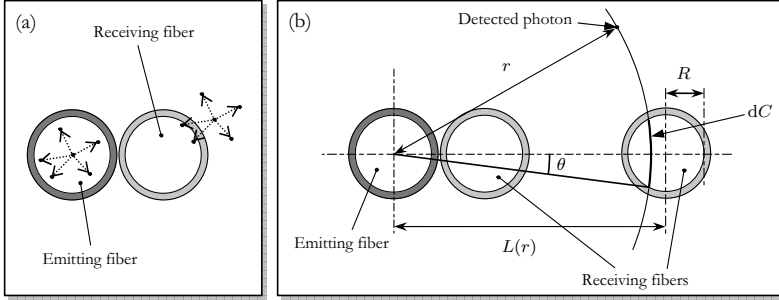 (a)
Receiving fiber
Emitting fiber
(b)
Detected photon
r
R
dC
θ
Emitting fiber
L(r)
Receiving fibers